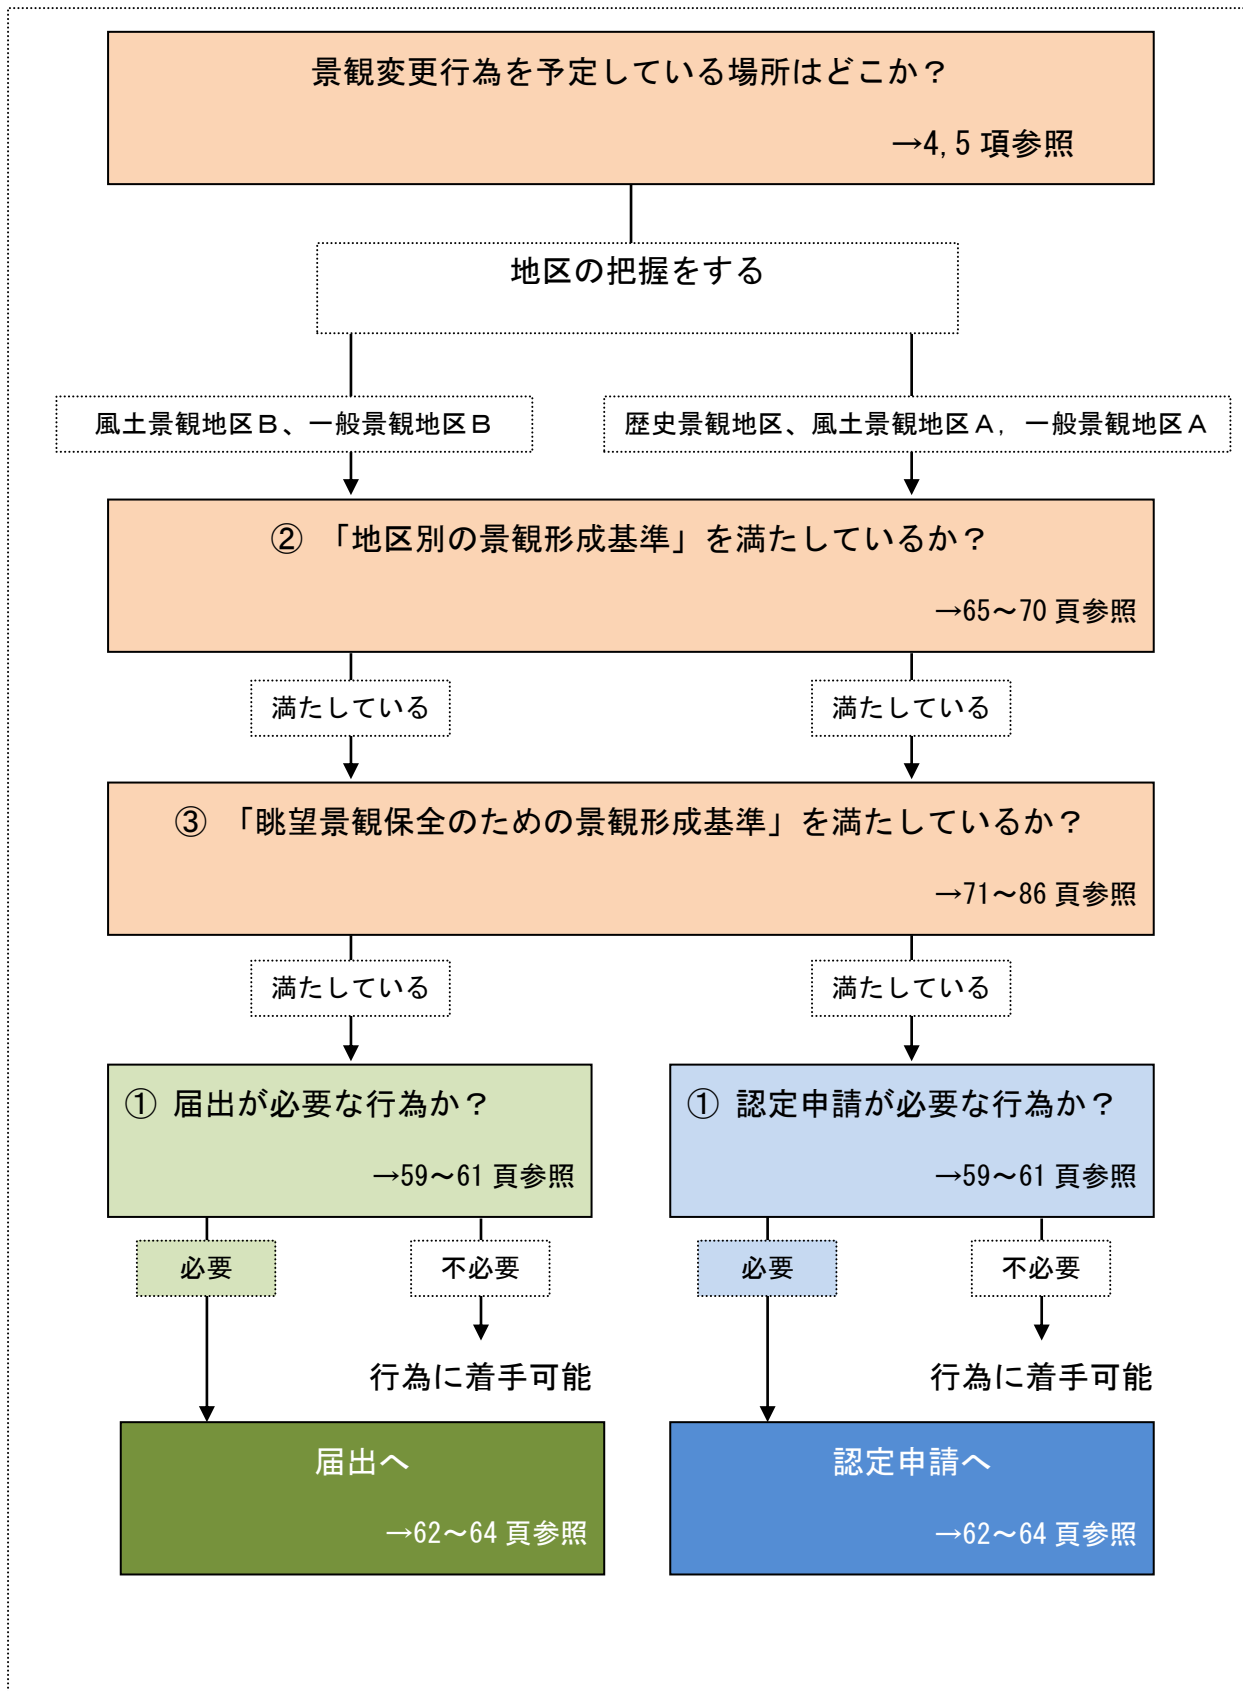 景観変更行為を予定している場所はどこか？
→4,5 項参照
地区の把握をする
風土景観地区Ｂ、一般景観地区Ｂ
歴史景観地区、風土景観地区Ａ，一般景観地区Ａ
② 「地区別の景観形成基準」を満たしているか？
→65～70 頁参照
満たしている
満たしている
③ 「眺望景観保全のための景観形成基準」を満たしているか？
→71～86 頁参照
満たしている
満たしている
① 届出が必要な行為か？
→59～61 頁参照
① 認定申請が必要な行為か？
→59～61 頁参照
必要
不必要
必要
不必要
行為に着手可能
行為に着手可能
届出へ
→62～64 頁参照
認定申請へ
→62～64 頁参照